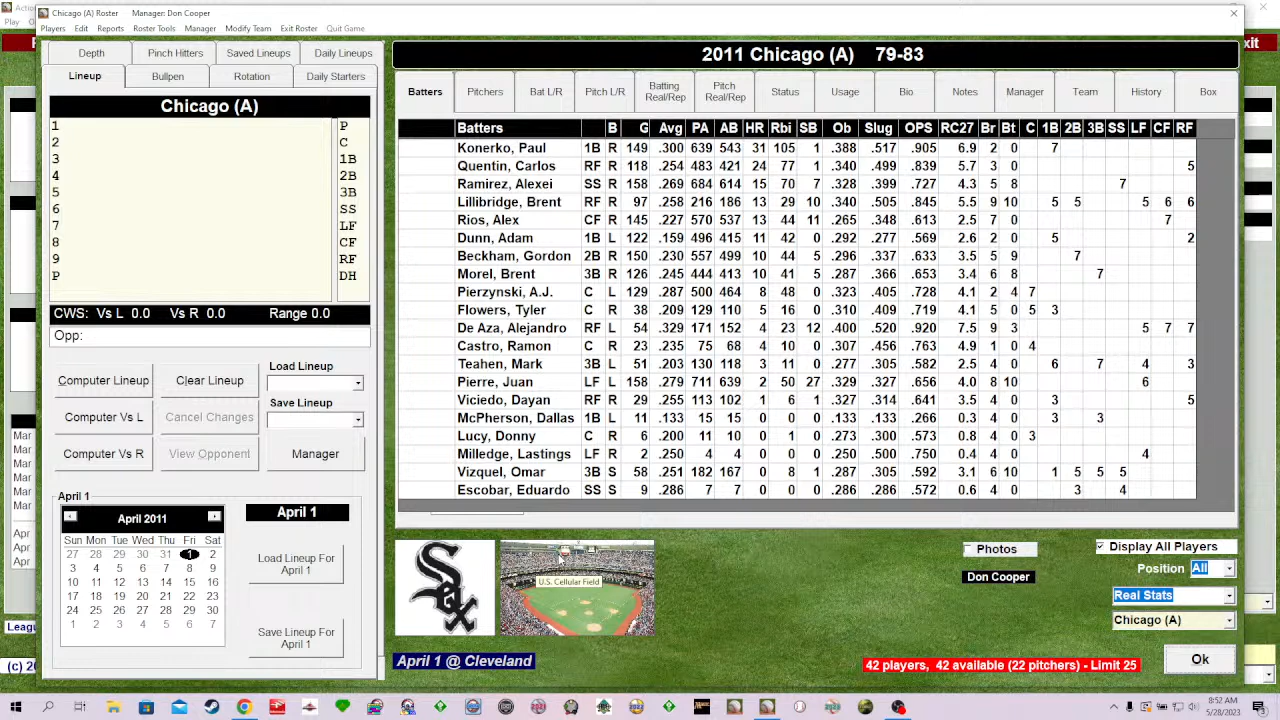 Action
Chicago (A) Roster Manager: Don Cooper
Play
Players Edit Reports Roster Tools Manager Modify Team Exit Roster Quit Game
Depth Pinch Hitters Saved Lineups Daily Lineups
Lineup Bullpen Rotation Daily Starters
2011 Chicago (A) 79-83
xit
Batters Pitchers Bat L/R Pitch L/R Batting Real/Rep Pitch Real/Rep Status Usage Bio Notes Manager Team History Box
Chicago (A)
1 P
2 C
3 1B
4 2B
5 3B
6 SS
7 LF
8 CF
9 RF
P DH
CWS: Vs L 0.0 Vs R 0.0 Range 0.0
Opp:
Batters B G Avg PA AB HR Rbi SB Ob Slug OPS RC27 Br Bt C 1B 2B 3B SS LF CF RF
Konerko, Paul 1B R 149 .300 639 543 31 105 1 .388 .517 .905 6.9 2 0 7
Quentin, Carlos RF R 118 .254 483 421 24 77 1 .340 .499 .839 5.7 3 0 5
Ramirez, Alexei SS R 158 .269 684 614 15 70 7 .328 .399 .727 4.3 5 8 7
Lillibridge, Brent RF R 97 .258 216 186 13 29 10 .340 .505 .845 5.5 9 10 5 5 5 6 6
Rios, Alex CF R 145 .227 570 537 13 44 11 .265 .348 .613 2.5 7 0 7
Dunn, Adam 1B L 122 .159 496 415 11 42 0 .292 .277 .569 2.6 2 0 5 2
Beckham, Gordon 2B R 150 .230 557 499 10 44 5 .296 .337 .633 3.5 5 9 7
Morel, Brent 3B R 126 .245 444 413 10 41 5 .287 .366 .653 3.4 6 8 7
Pierzynski, A.J. C L 129 .287 500 464 8 48 0 .323 .405 .728 4.1 2 4 7
Flowers, Tyler C R 38 .209 129 110 5 16 0 .310 .409 .719 4.1 5 0 5 3
De Aza, Alejandro RF L 54 .329 171 152 4 23 12 .400 .520 .920 7.5 9 3 5 7 7
Castro, Ramon C R 23 .235 75 68 4 10 0 .307 .456 .763 4.9 1 0 4
Teahen, Mark 3B L 51 .203 130 118 3 11 0 .277 .305 .582 2.5 4 0 6 7 4 3
Pierre, Juan LF L 158 .279 711 639 2 50 27 .329 .327 .656 4.0 8 10 6
Viciedo, Dayan RF R 29 .255 113 102 1 6 1 .327 .314 .641 3.5 4 0 3 5
McPherson, Dallas 1B L 11 .133 15 15 0 0 0 .133 .133 .266 0.3 4 0 3 3
Lucy, Donny C R 6 .200 11 10 0 1 0 .273 .300 .573 0.8 4 0 3
Milledge, Lastings LF R 2 .250 4 4 0 0 0 .250 .500 .750 0.4 4 0 4
Vizquel, Omar 3B S 58 .251 182 167 0 8 1 .287 .305 .592 3.1 6 10 1 5 5 5
Escobar, Eduardo SS S 9 .286 7 7 0 0 0 .286 .286 .572 0.6 4 0 3 4
Computer Lineup Clear Lineup Load Lineup
Computer Vs L Cancel Changes Save Lineup
Computer Vs R View Opponent Manager
Mar
Mar
Mar
Mar
Mar
Mar
Apr
Apr
Apr
April 1
April 2011
Sun Mon Tue Wed Thu Fri Sat
27 28 29 30 31 1 2
3 4 5 6 7 8 9
10 11 12 13 14 15 16
17 18 19 20 21 22 23
24 25 26 27 28 29 30
1 2 3 4 5 6 7
April 1
Load Lineup For April 1
Save Lineup For April 1
Sox
U.S. Cellular Field
Photos
Don Cooper
Display All Players
Position All
Real Stats
Chicago (A)
Leagu
(c) 20
April 1 @ Cleveland
42 players, 42 available (22 pitchers) - Limit 25
Ok
8:52 AM
5/28/2023